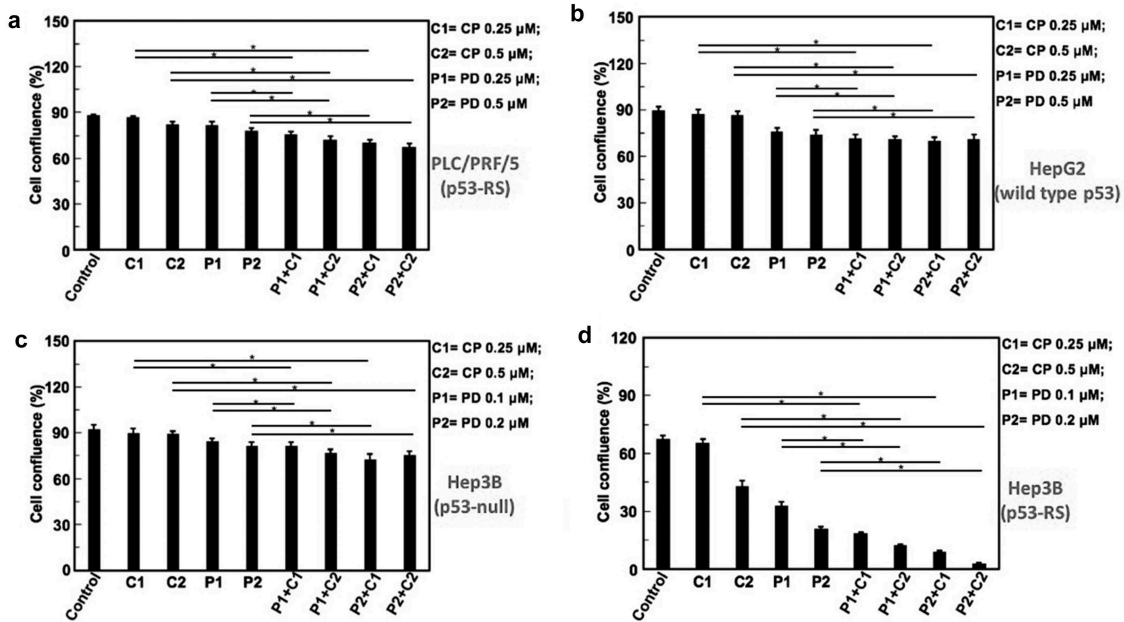 a
150
120
90
60
30
0
Cell confluence (%)
* * * * * * * *
Control C1 C2 P1 P2 P1+C1 P1+C2 P2+C1 P2+C2
C1= CP 0.25 μM;
C2= CP 0.5 μM;
P1= PD 0.25 μM;
P2= PD 0.5 μM
PLC/PRF/5
(p53-RS)
b
150
120
90
60
30
0
Cell confluence (%)
* * * * * * * *
Control C1 C2 P1 P2 P1+C1 P1+C2 P2+C1 P2+C2
C1= CP 0.25 μM;
C2= CP 0.5 μM;
P1= PD 0.25 μM;
P2= PD 0.5 μM
HepG2
(wild type p53)
c
150
120
90
60
30
0
Cell confluence (%)
* * * * * * * *
Control C1 C2 P1 P2 P1+C1 P1+C2 P2+C1 P2+C2
C1= CP 0.25 μM;
C2= CP 0.5 μM;
P1= PD 0.1 μM;
P2= PD 0.2 μM
Hep3B
(p53-null)
d
120
90
60
30
0
Cell confluence (%)
* * * * * * * *
Control C1 C2 P1 P2 P1+C1 P1+C2 P2+C1 P2+C2
C1= CP 0.25 μM;
C2= CP 0.5 μM;
P1= PD 0.1 μM;
P2= PD 0.2 μM
Hep3B
(p53-RS)